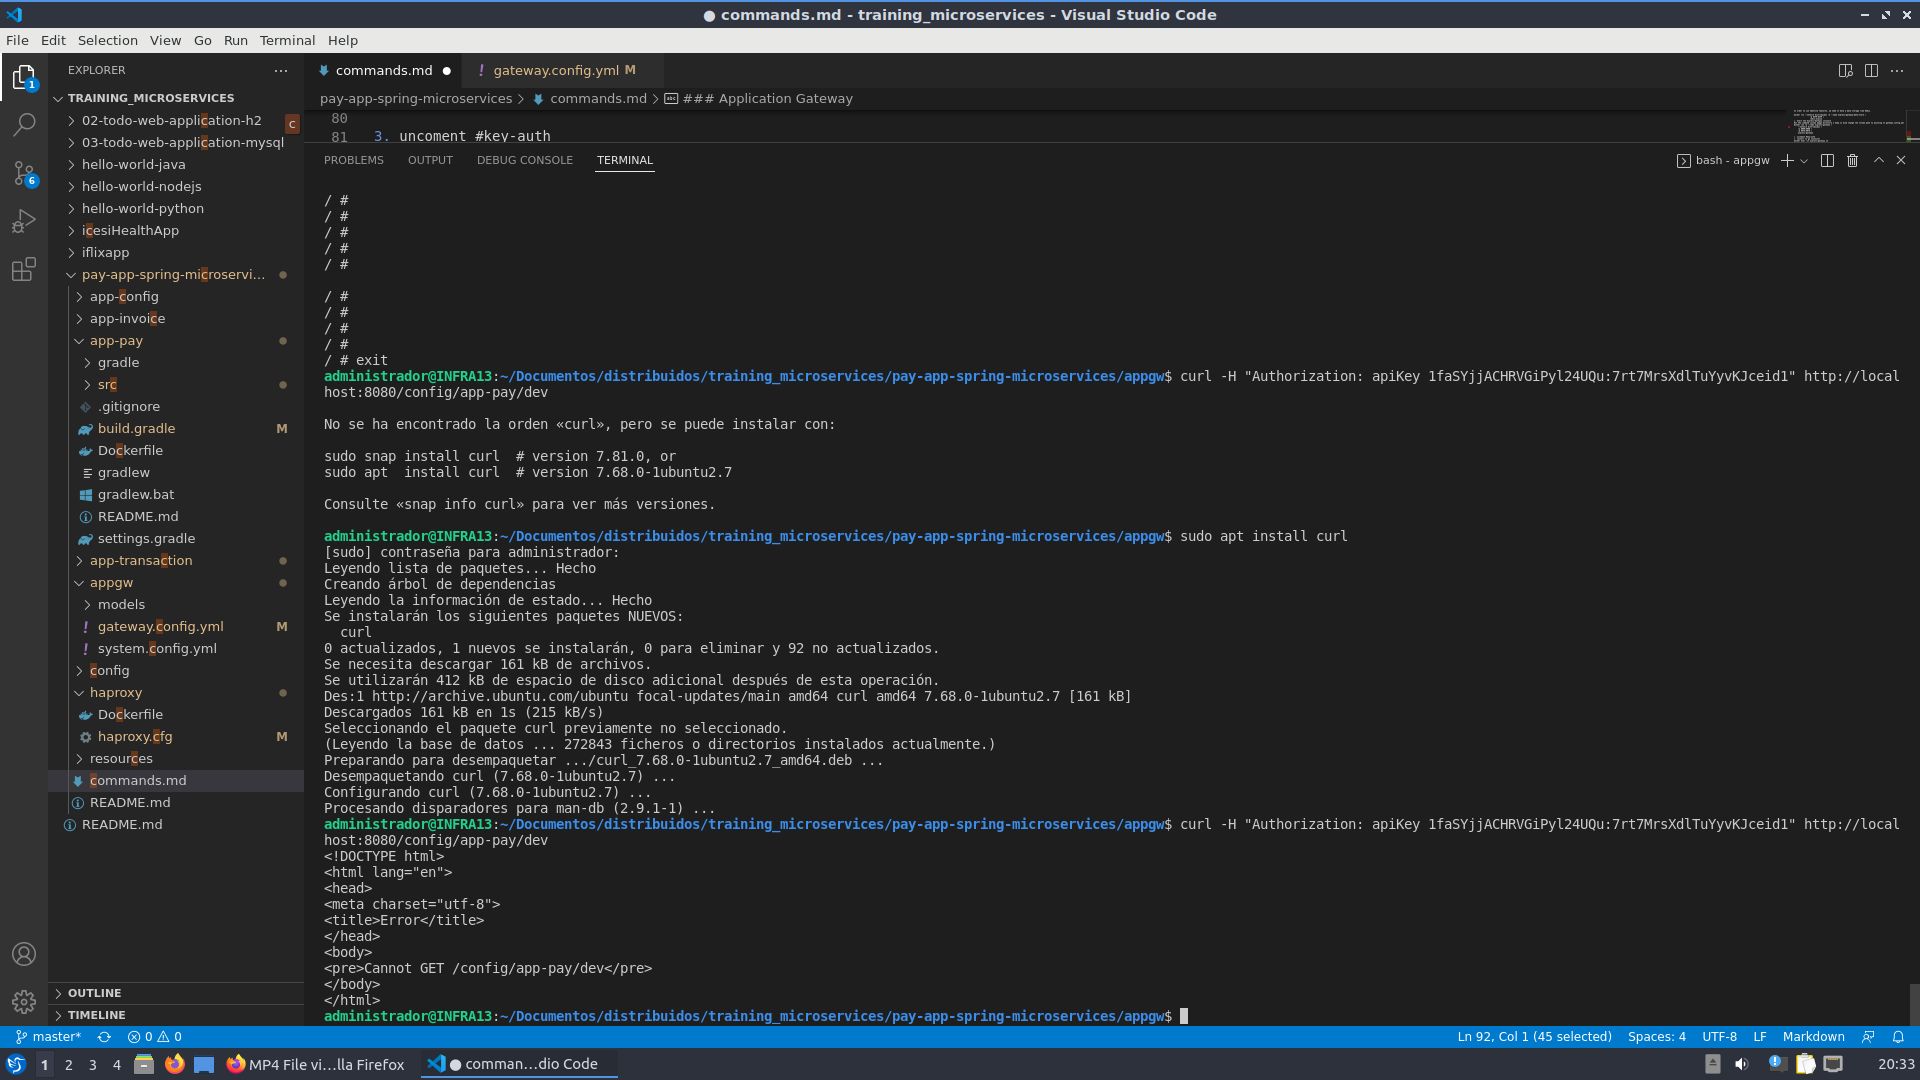 ● commands.md - training_microservices - Visual Studio Code
File Edit Selection View Go Run Terminal Help
EXPLORER
TRAINING_MICROSERVICES
02-todo-web-application-h2
C
03-todo-web-application-mysql
hello-world-java
hello-world-nodejs
hello-world-python
icesiHealthApp
iflixapp
pay-app-spring-microservi...
app-config
app-invoice
app-pay
gradle
src
.gitignore
build.gradle M
Dockerfile
gradlew
gradlew.bat
README.md
settings.gradle
app-transaction
appgw
models
gateway.config.yml M
system.config.yml
config
haproxy
Dockerfile
haproxy.cfg M
resources
commands.md
README.md
README.md
OUTLINE
TIMELINE
1
6
commands.md ● gateway.config.yml M
pay-app-spring-microservices > commands.md > ### Application Gateway
80
81 3. uncoment #key-auth
PROBLEMS OUTPUT DEBUG CONSOLE TERMINAL bash - appgw
/ #
/ #
/ #
/ #
/ #
/ #
/ #
/ #
/ #
/ # exit
administrador@INFRA13:~/Documentos/distribuidos/training_microservices/pay-app-spring-microservices/appgw$ curl -H "Authorization: apiKey 1faSYjjACHRVGiPyl24UQu:7rt7MrsXdlTuYyvKJceid1" http://local
host:8080/config/app-pay/dev
No se ha encontrado la orden «curl», pero se puede instalar con:
sudo snap install curl  # version 7.81.0, or
sudo apt  install curl  # version 7.68.0-1ubuntu2.7
Consulte «snap info curl» para ver más versiones.
administrador@INFRA13:~/Documentos/distribuidos/training_microservices/pay-app-spring-microservices/appgw$ sudo apt install curl
[sudo] contraseña para administrador:
Leyendo lista de paquetes... Hecho
Creando árbol de dependencias
Leyendo la información de estado... Hecho
Se instalarán los siguientes paquetes NUEVOS:
curl
0 actualizados, 1 nuevos se instalarán, 0 para eliminar y 92 no actualizados.
Se necesita descargar 161 kB de archivos.
Se utilizarán 412 kB de espacio de disco adicional después de esta operación.
Des:1 http://archive.ubuntu.com/ubuntu focal-updates/main amd64 curl amd64 7.68.0-1ubuntu2.7 [161 kB]
Descargados 161 kB en 1s (215 kB/s)
Seleccionando el paquete curl previamente no seleccionado.
(Leyendo la base de datos ... 272843 ficheros o directorios instalados actualmente.)
Preparando para desempaquetar .../curl_7.68.0-1ubuntu2.7_amd64.deb ...
Desempaquetando curl (7.68.0-1ubuntu2.7) ...
Configurando curl (7.68.0-1ubuntu2.7) ...
Procesando disparadores para man-db (2.9.1-1) ...
administrador@INFRA13:~/Documentos/distribuidos/training_microservices/pay-app-spring-microservices/appgw$ curl -H "Authorization: apiKey 1faSYjjACHRVGiPyl24UQu:7rt7MrsXdlTuYyvKJceid1" http://local
host:8080/config/app-pay/dev
<!DOCTYPE html>
<html lang="en">
<head>
<meta charset="utf-8">
<title>Error</title>
</head>
<body>
<pre>Cannot GET /config/app-pay/dev</pre>
</body>
</html>
administrador@INFRA13:~/Documentos/distribuidos/training_microservices/pay-app-spring-microservices/appgw$
master* 0 0 Ln 92, Col 1 (45 selected) Spaces: 4 UTF-8 LF Markdown
1 2 3 4 MP4 File vi...lla Firefox ● comman...dio Code 20:33